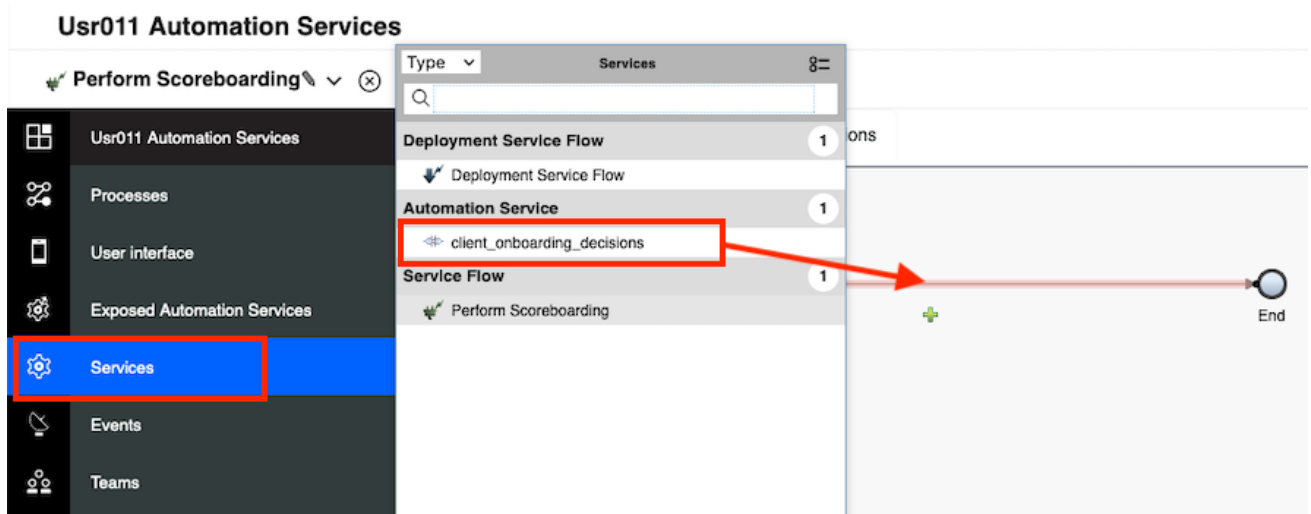 Usr011 Automation Services
Perform Scoreboarding
Type
Services
Usr011 Automation Services
Processes
User interface
Exposed Automation Services
Services
Events
Teams
Deployment Service Flow 1
Deployment Service Flow
Automation Service 1
client_onboarding_decisions
Service Flow 1
Perform Scoreboarding
ons
End